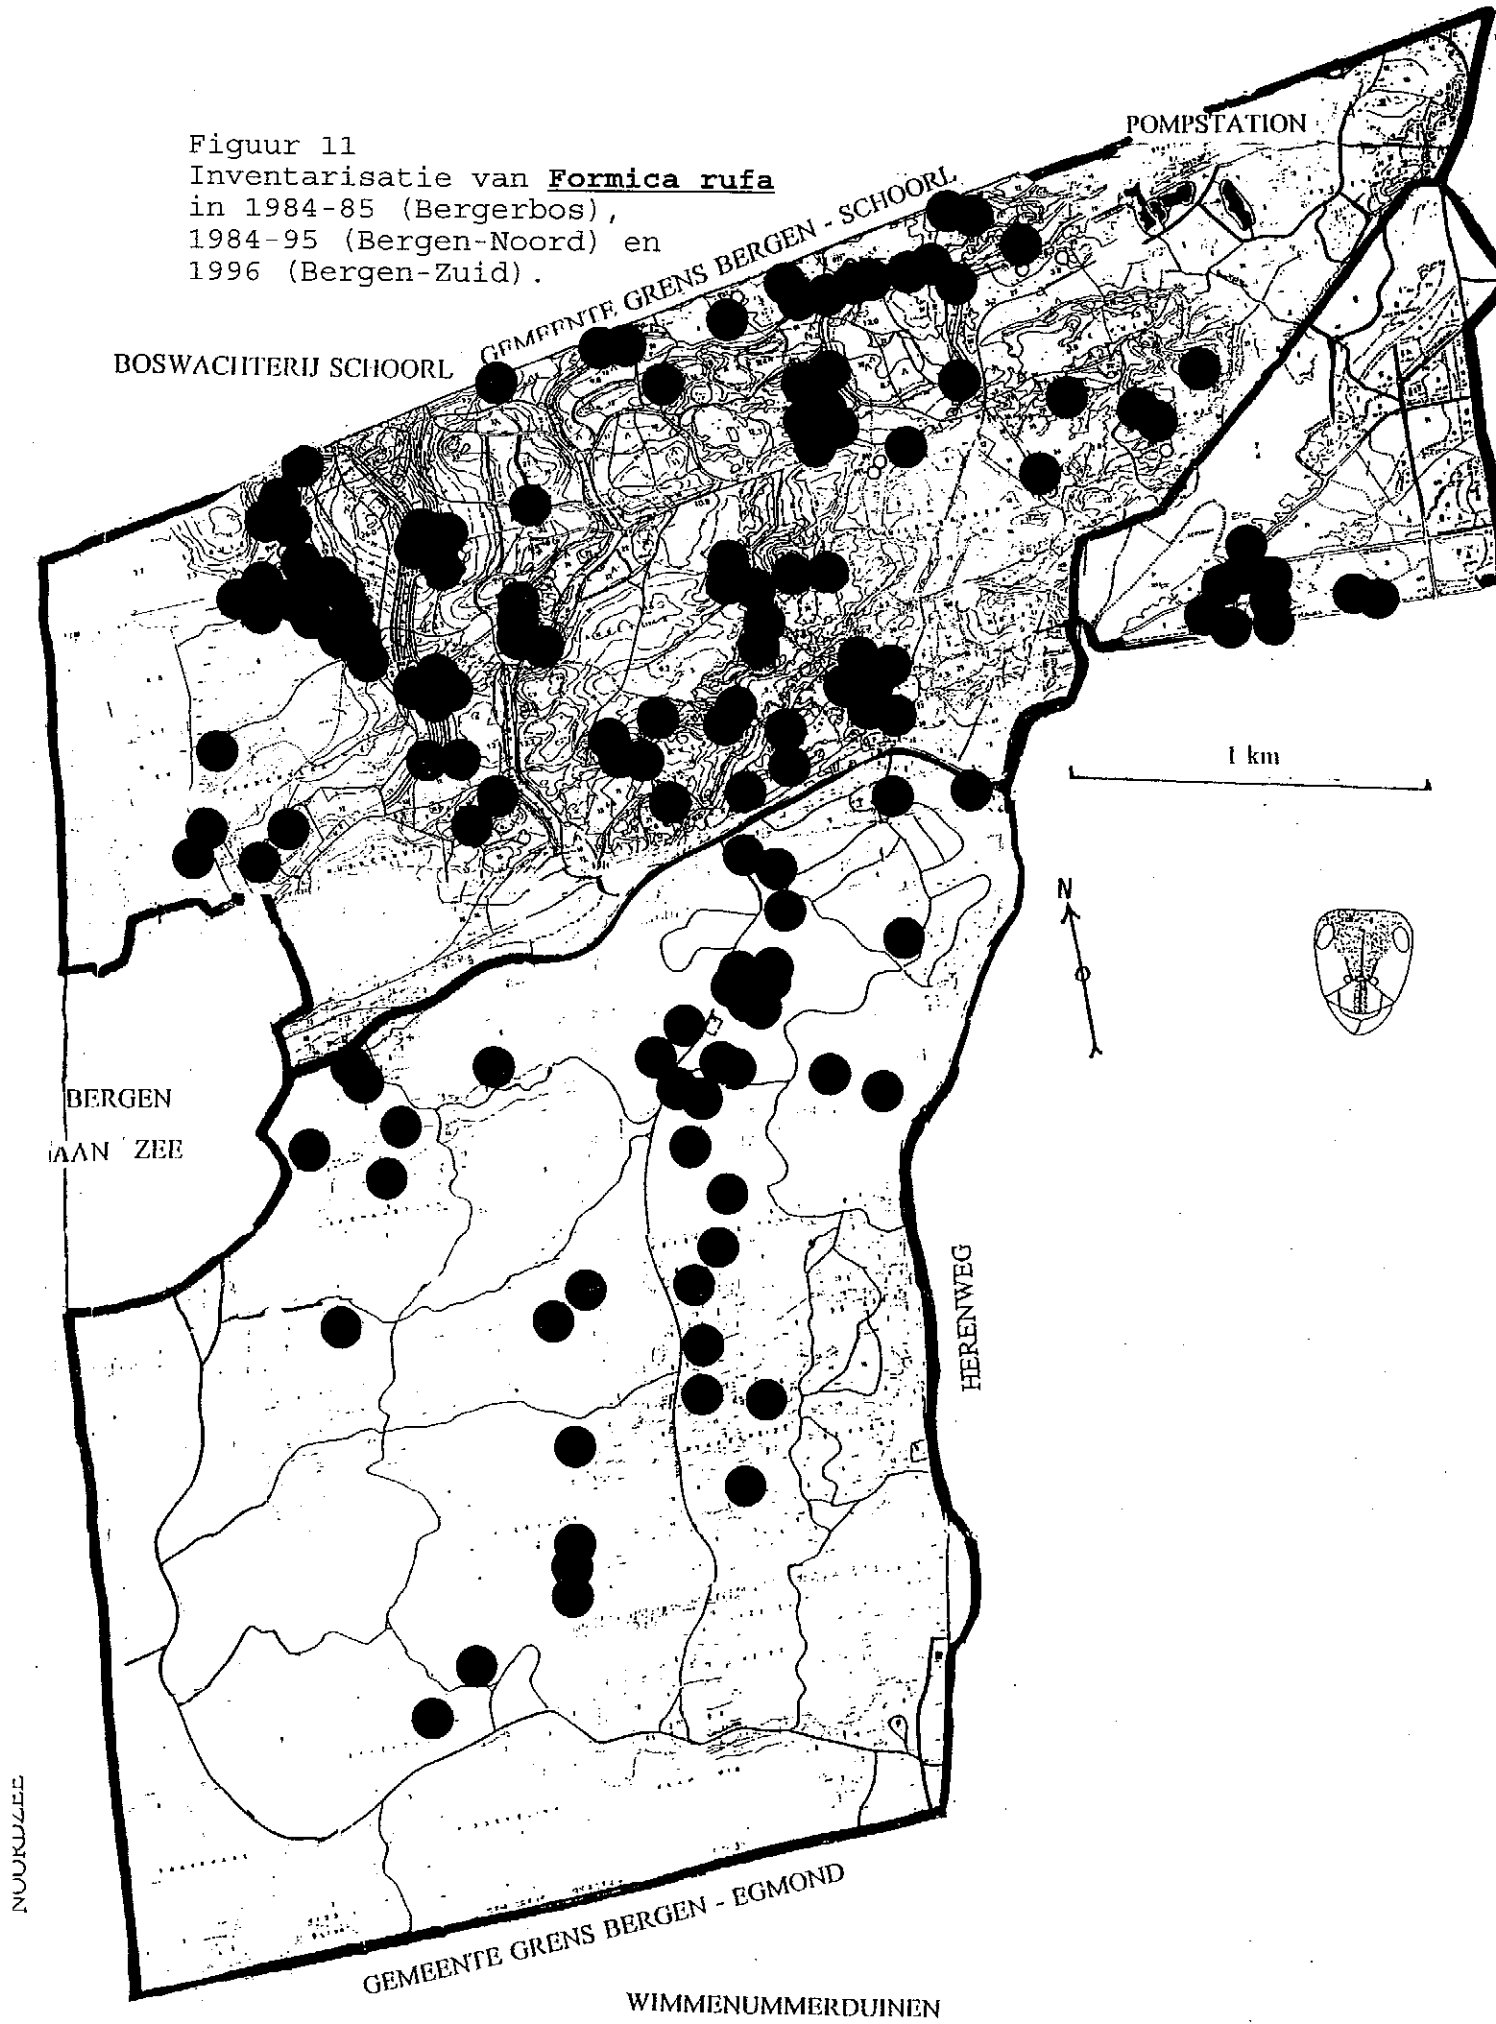 Figuur 11
Inventarisatie van Formica rufa
in 1984-85 (Bergerbos),
1984-95 (Bergen-Noord) en
1996 (Bergen-Zuid).
POMPSTATION
GEMEENTE GRENS BERGEN - SCHOORL
BOSWACHTERIJ SCHOORL
1 km
N
BERGEN
AAN ZEE
HERENWEG
NOORDZEE
GEMEENTE GRENS BERGEN - EGMOND
WIMMENUMMERDUINEN